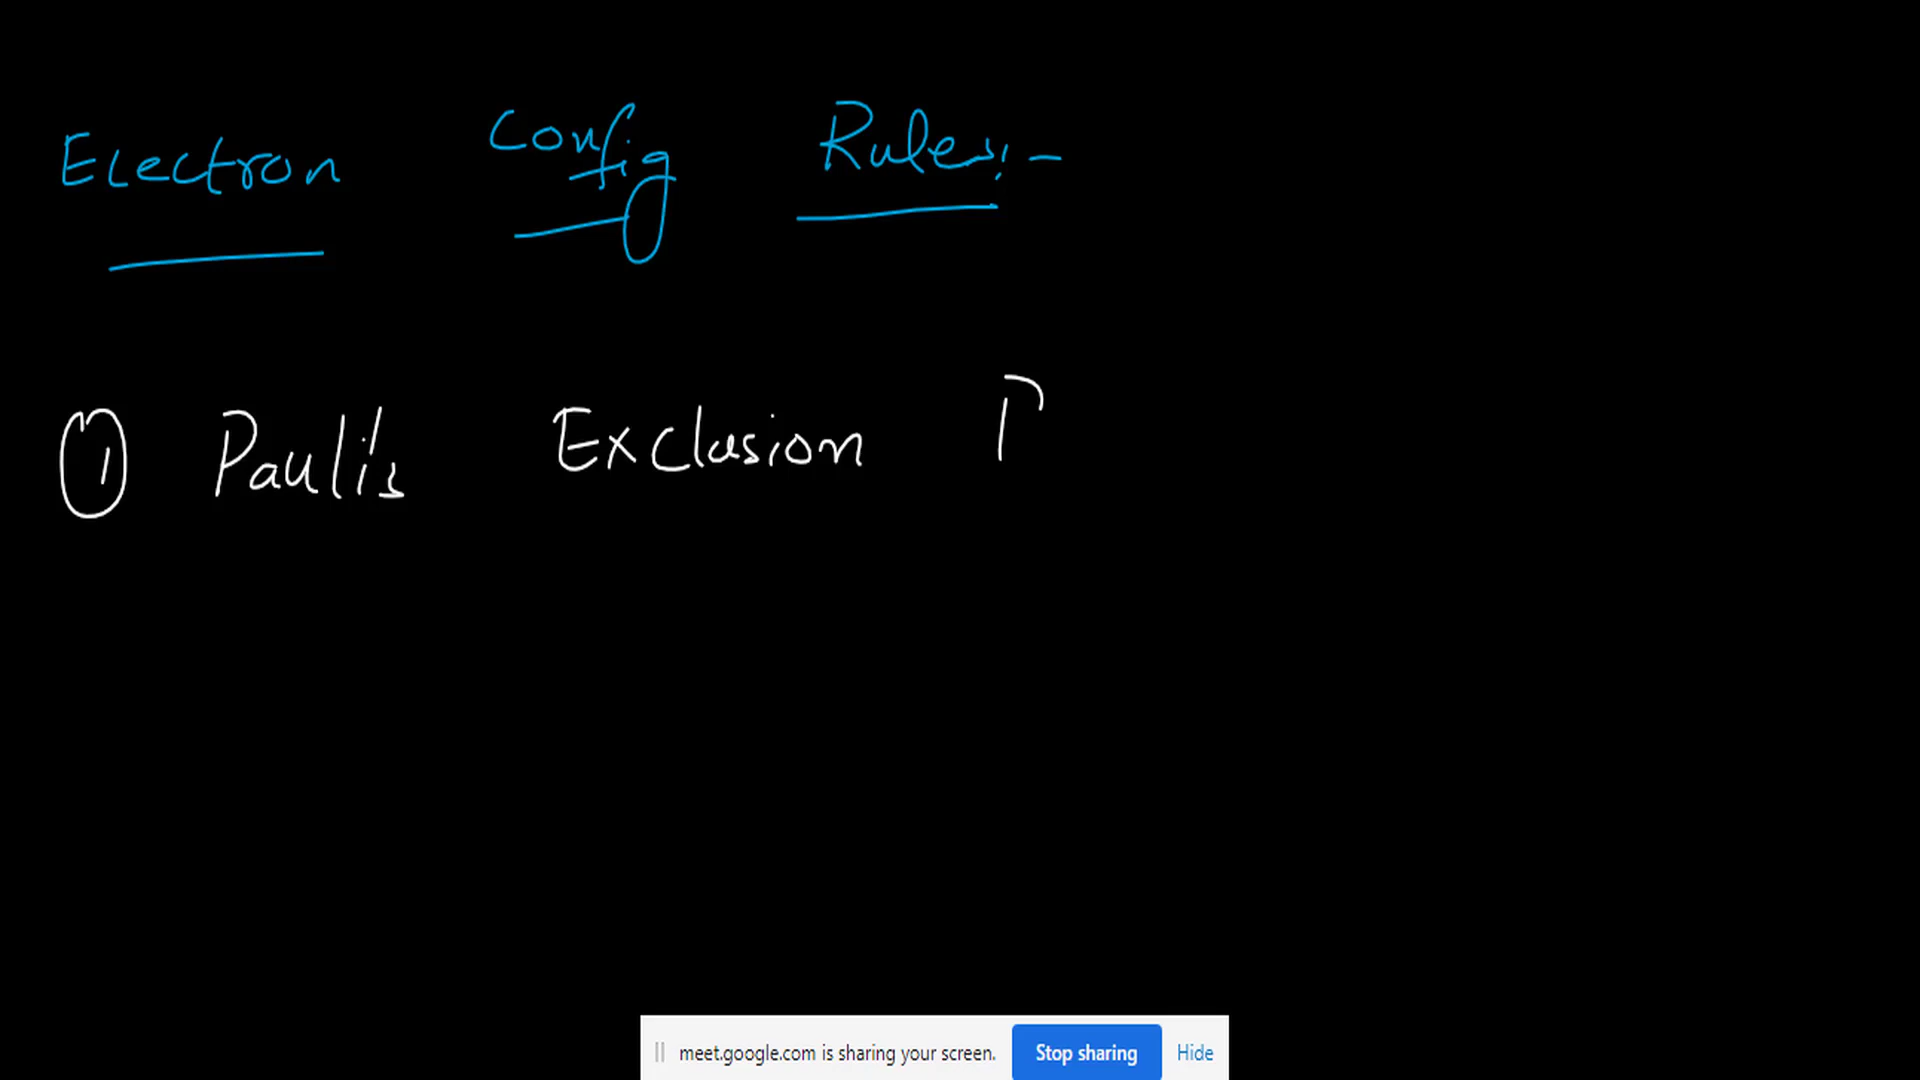 Electron Config Rules:-
① Pauli's Exclusion
meet.google.com is sharing your screen. Stop sharing Hide